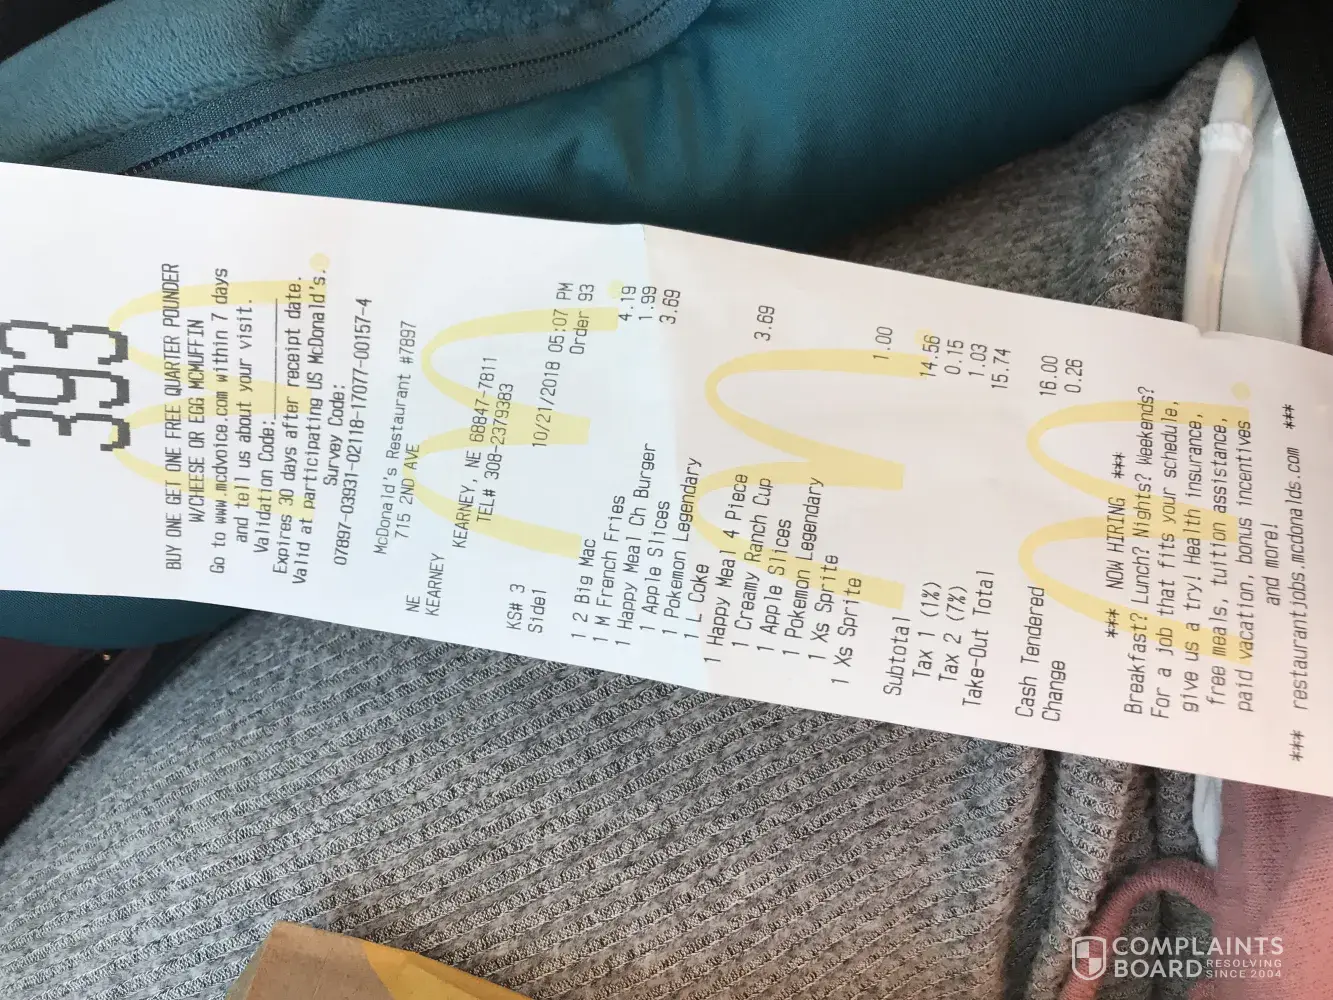 393
BUY ONE GET ONE FREE QUARTER POUNDER
W/CHEESE OR EGG MCMUFFIN
Go to www.mcdvoice.com within 7 days
and tell us about your visit.
Validation Code:
Expires 30 days after receipt date.
Valid at participating US McDonald's.
Survey Code:
07897-03931-02118-17077-00157-4
McDonald's Restaurant #7897
715 2ND AVE
NE
KEARNEY
KEARNEY, NE 68847-7811
TEL# 308-2379383
KS# 3 10/21/2018 05:07 PM
Side1 Order 93
1 2 Big Mac 4.19
1 M French Fries 1.99
1 Happy Meal Ch Burger 3.69
1 Apple Slices
1 Pokemon Legendary
1 L Coke
1 Happy Meal 4 Piece 3.69
1 Creamy Ranch Cup
1 Apple Slices
1 Pokemon Legendary
1 Xs Sprite
1 Xs Sprite 1.00
Subtotal 14.56
Tax 1 (1%) 0.15
Tax 2 (7%) 1.03
Take-Out Total 15.74
Cash Tendered 16.00
Change 0.26
*** NOW HIRING ***
Breakfast? Lunch? Nights? Weekends?
For a job that fits your schedule,
give us a try! Health insurance,
free meals, tuition assistance,
paid vacation, bonus incentives
and more!
*** restaurantjobs.mcdonalds.com ***
COMPLAINTS
BOARD RESOLVING
SINCE 2004